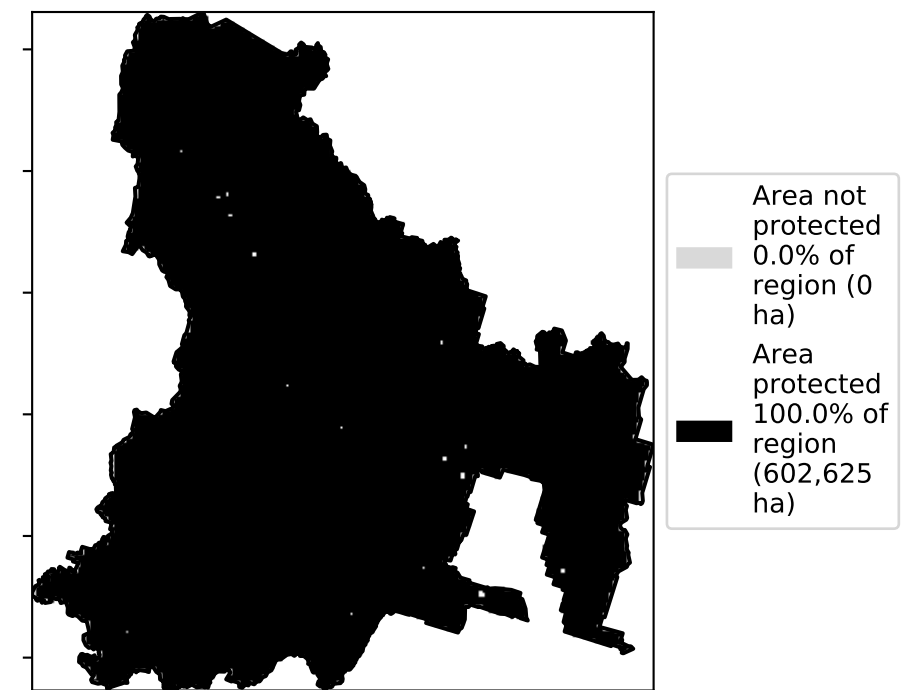 Area not
protected
0.0% of
region (0
ha)
Area
protected
100.0% of
region
(602,625
ha)